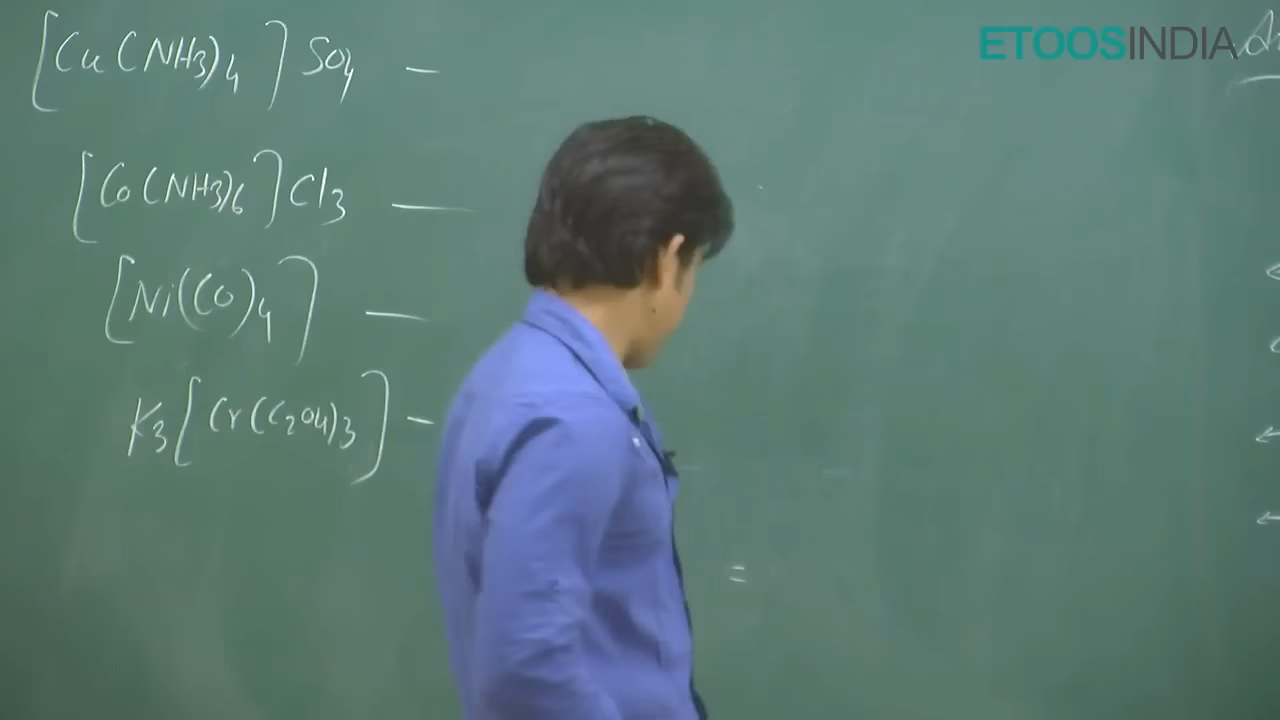 ETOOSINDIA
[Cu(NH3)4]SO4 —
[Co(NH3)6]Cl3 —
[Ni(CO)4] —
K3[Cr(C2O4)3] —
=